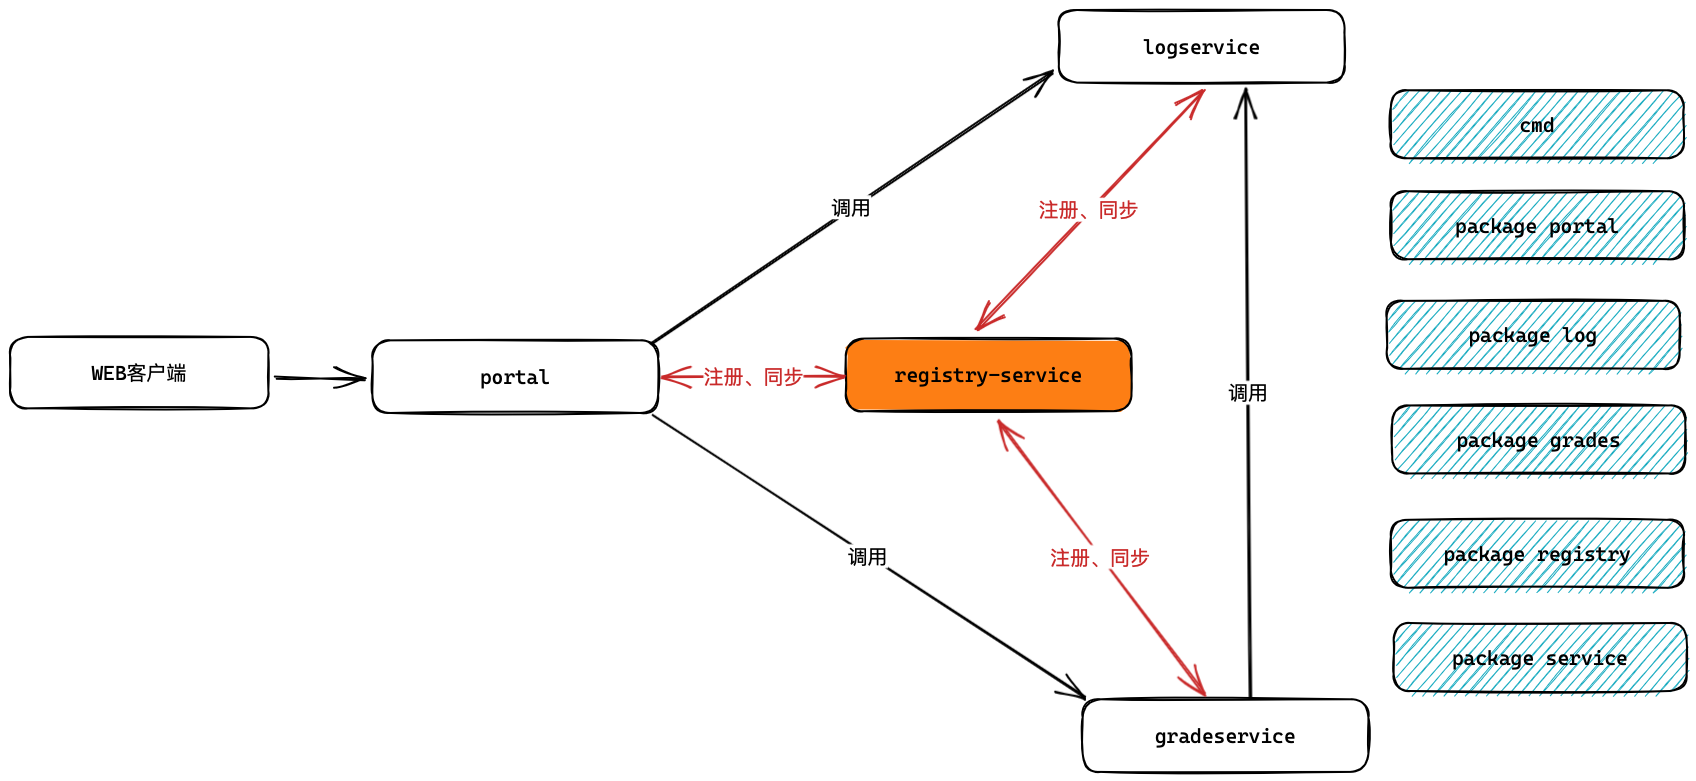 logservice
cmd
package portal
调用
注册、同步
package log
WEB客户端
portal
注册、同步
registry-service
调用
package grades
调用
注册、同步
package registry
package service
gradeservice